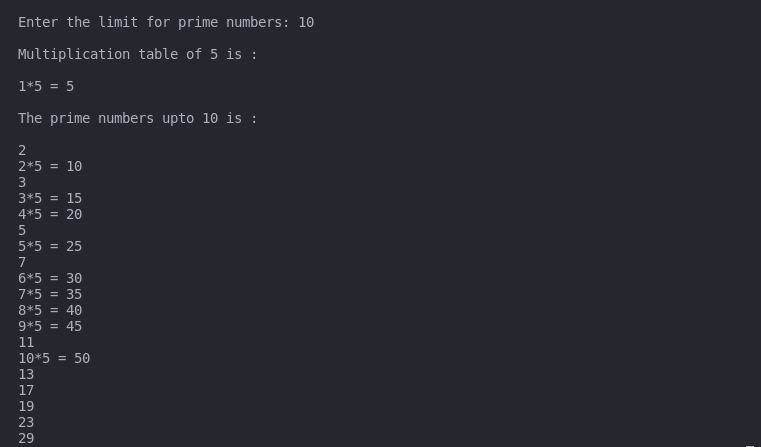 Enter the limit for prime numbers: 10
Multiplication table of 5 is :
1*5 = 5
The prime numbers upto 10 is :
2
2*5 = 10
3
3*5 = 15
4*5 = 20
5
5*5 = 25
7
6*5 = 30
7*5 = 35
8*5 = 40
9*5 = 45
11
10*5 = 50
13
17
19
23
29